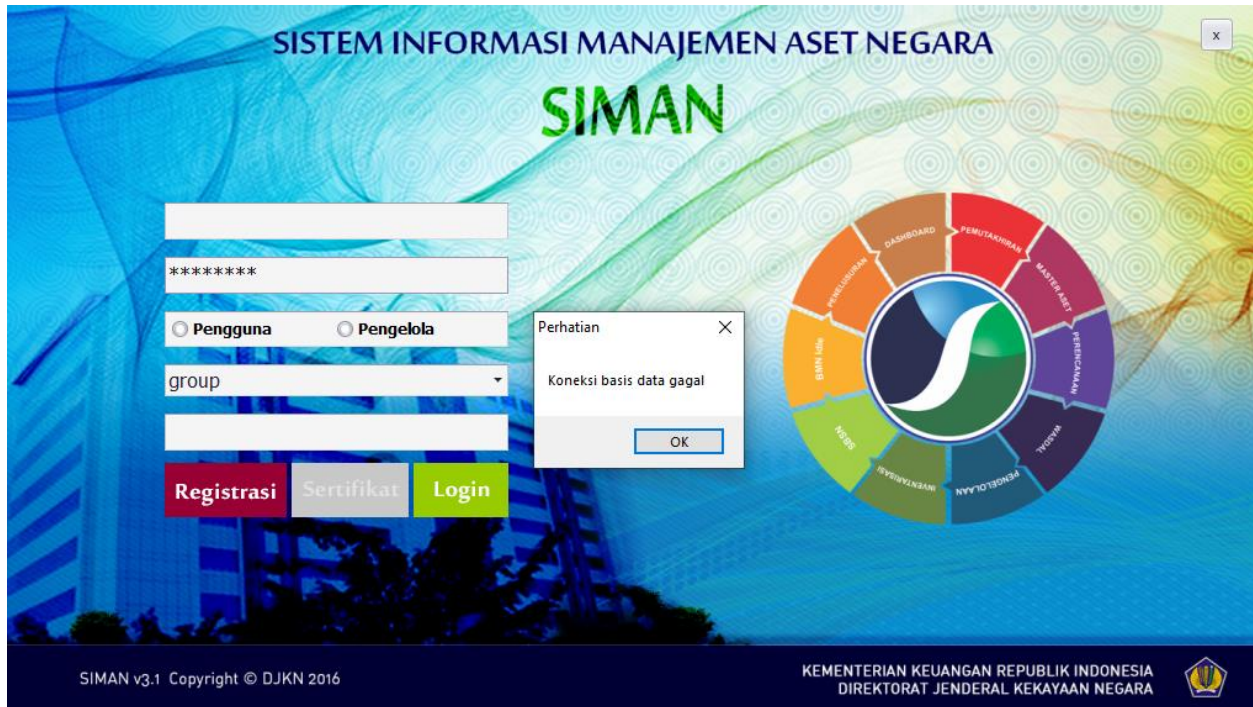 SISTEM INFORMASI MANAJEMEN ASET NEGARA
x
SIMAN
********
Pengguna
Pengelola
group
Registrasi
Sertifikat
Login
Perhatian
Koneksi basis data gagal
OK
DASHBOARD
PEMUTAKHIRAN
MASTER ASET
PERENCANAAN
WASDAL
PENGELOLAAN
INVENTARISASI
SBSN
BMN Idle
PENELUSURAN
SIMAN v3.1 Copyright © DJKN 2016
KEMENTERIAN KEUANGAN REPUBLIK INDONESIA
DIREKTORAT JENDERAL KEKAYAAN NEGARA